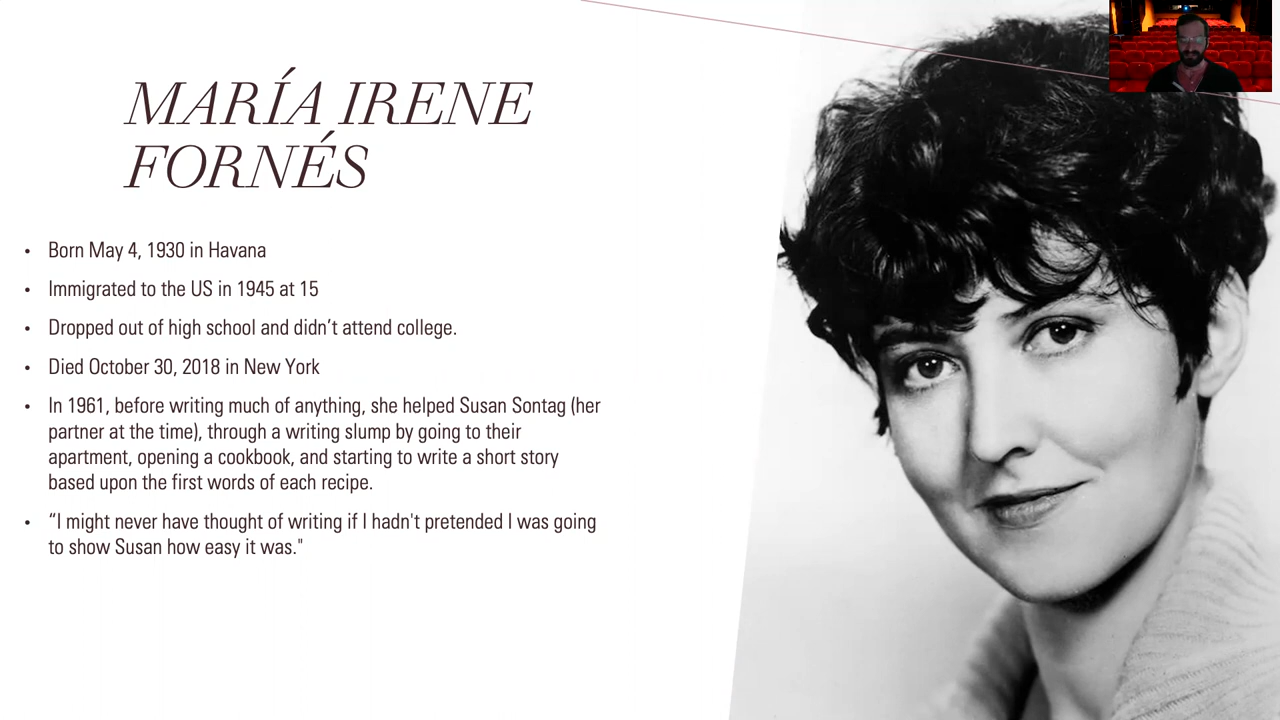 MARÍA IRENE
FORNÉS
• Born May 4, 1930 in Havana
• Immigrated to the US in 1945 at 15
• Dropped out of high school and didn’t attend college.
• Died October 30, 2018 in New York
• In 1961, before writing much of anything, she helped Susan Sontag (her
partner at the time), through a writing slump by going to their
apartment, opening a cookbook, and starting to write a short story
based upon the first words of each recipe.
• “I might never have thought of writing if I hadn't pretended I was going
to show Susan how easy it was."